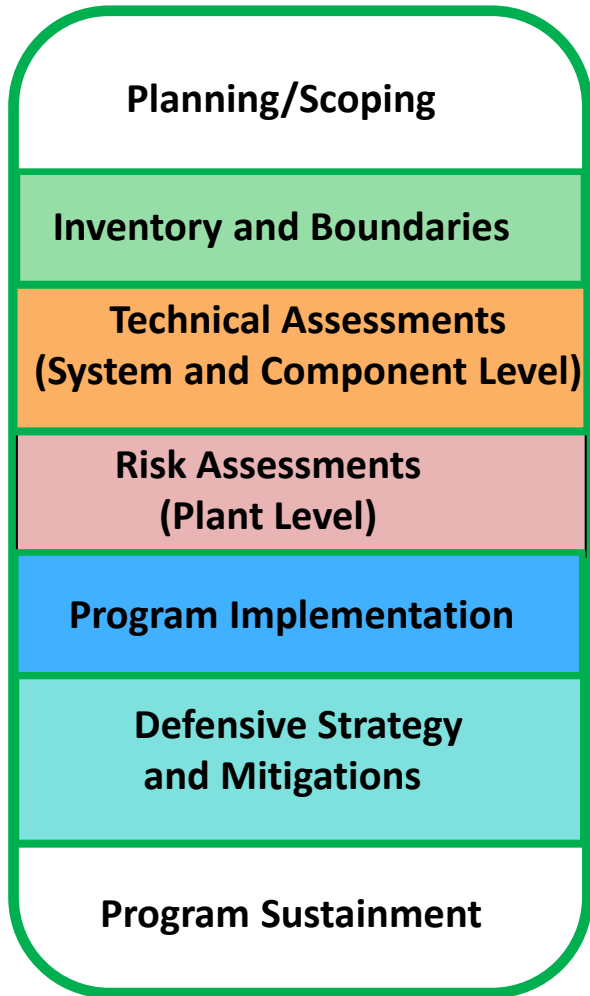 Planning/Scoping
Inventory and Boundaries
Technical Assessments
(System and Component Level)
Risk Assessments
(Plant Level)
Program Implementation
Defensive Strategy
and Mitigations
Program Sustainment